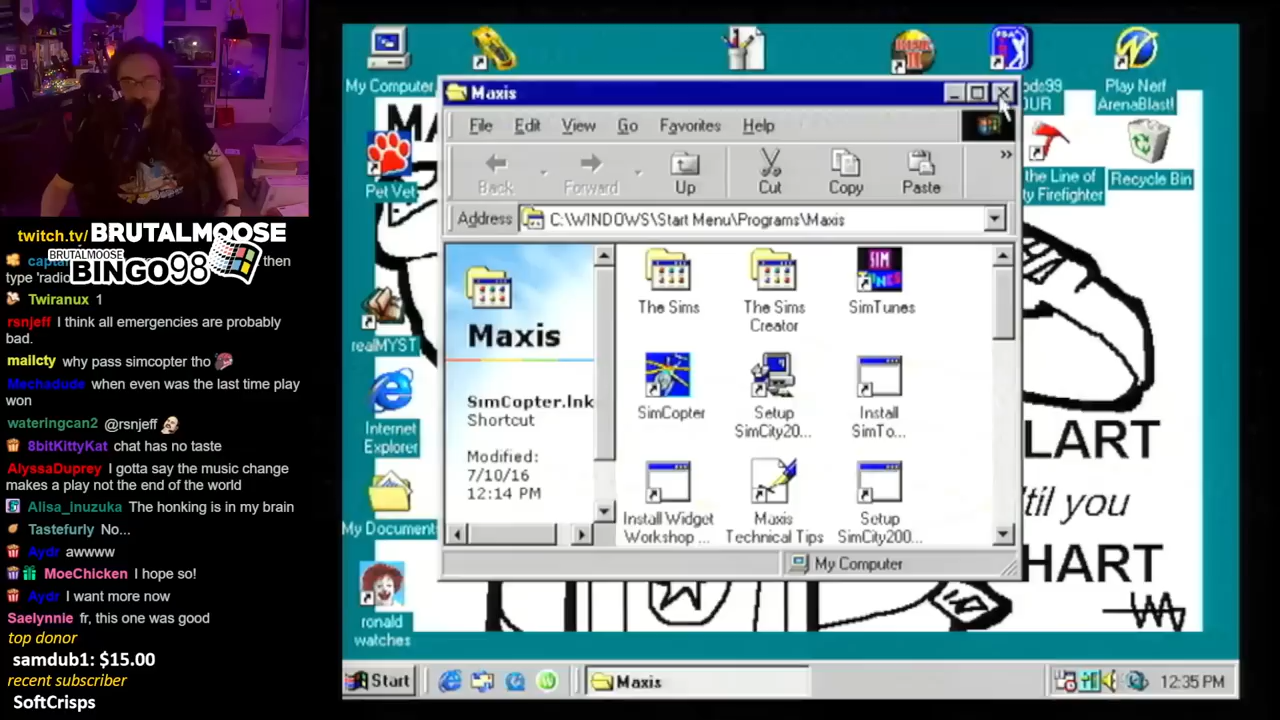 twitch.tv/BRUTALMOOSE
BRUTALMOOSE
BINGO98
then
type 'radio
Twiranux 1
rsnjeff I think all emergencies are probably
bad.
mailcty why pass simcopter tho
Mechadude when even was the last time play
won
wateringcan2 @rsnjeff
8bitKittyKat chat has no taste
AlyssaDuprey I gotta say the music change
makes a play not the end of the world
Alisa_Inuzuka The honking is in my brain
Tastefurly No...
Aydr awwww
MoeChicken I hope so!
Aydr I want more now
Saelynnie fr, this one was good
top donor
samdub1: $15.00
recent subscriber
SoftCrisps
My Computer
Pet Vet
realMYST
Internet
Explorer
My Document
ronald
watches
Play Nerf
ArenaBlast!
OUR
the Line of
ty Firefighter
Recycle Bin
Maxis
File Edit View Go Favorites Help
Back Forward Up Cut Copy Paste
Address C:\WINDOWS\Start Menu\Programs\Maxis
Maxis
SimCopter.lnk
Shortcut
Modified:
7/10/16
12:14 PM
The Sims
The Sims
Creator
SimTunes
SimCopter
Setup
SimCity20...
Install
SimTo...
Install Widget
Workshop ...
Maxis
Technical Tips
Setup
SimCity200...
My Computer
LART
'til you
HART
Start
Maxis
12:35 PM